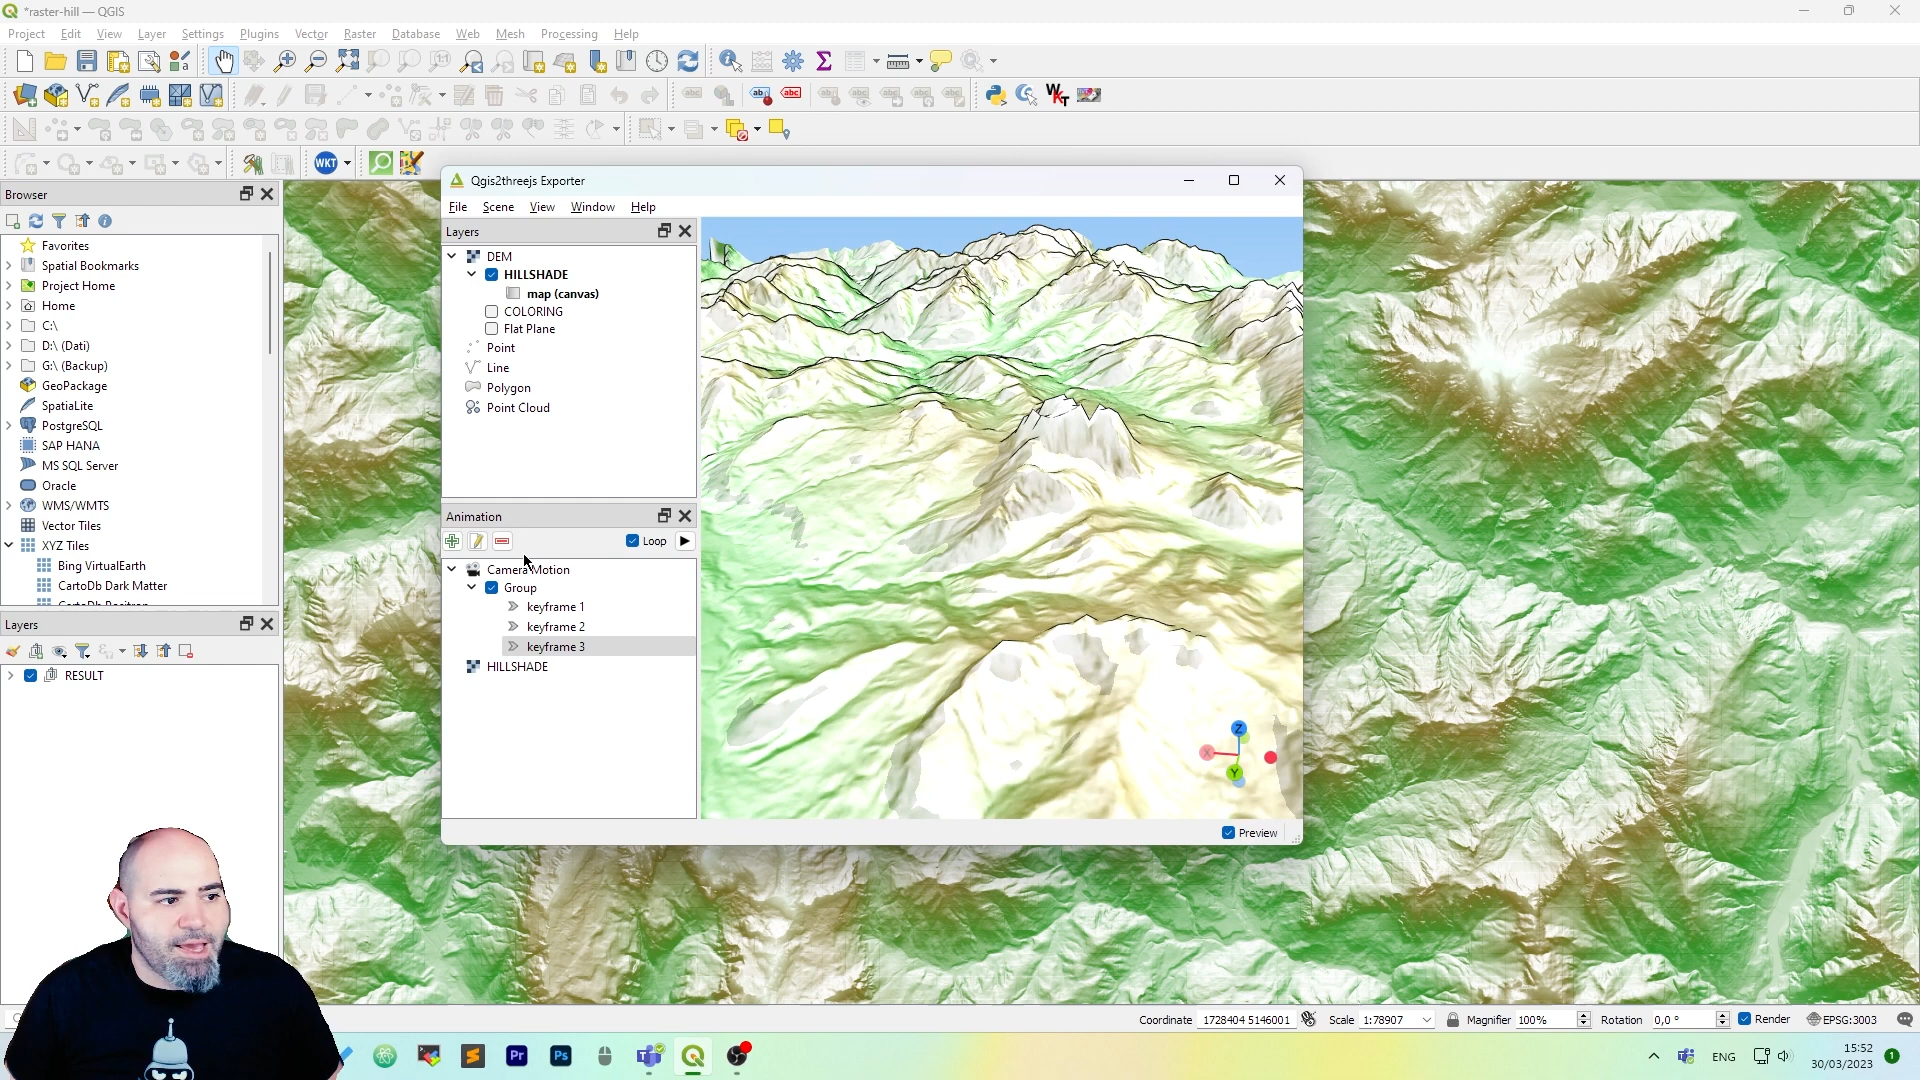 *raster-hill — QGIS
Project Edit View Layer Settings Plugins Vector Raster Database Web Mesh Processing Help
Browser
Favorites
Spatial Bookmarks
Project Home
Home
C:\
D:\ (Dati)
G:\ (Backup)
GeoPackage
SpatiaLite
PostgreSQL
SAP HANA
MS SQL Server
Oracle
WMS/WMTS
Vector Tiles
XYZ Tiles
Bing VirtualEarth
CartoDb Dark Matter
Layers
RESULT
Qgis2threejs Exporter
File Scene View Window Help
Layers
DEM
HILLSHADE
map (canvas)
COLORING
Flat Plane
Point
Line
Polygon
Point Cloud
Animation
Loop
Camera Motion
Group
keyframe 1
keyframe 2
keyframe 3
HILLSHADE
Z
X
Y
Preview
Coordinate 1728404 5146001 Scale 1:78907 Magnifier 100% Rotation 0,0 ° Render EPSG:3003
Pr Ps
ENG
15:52
30/03/2023
1